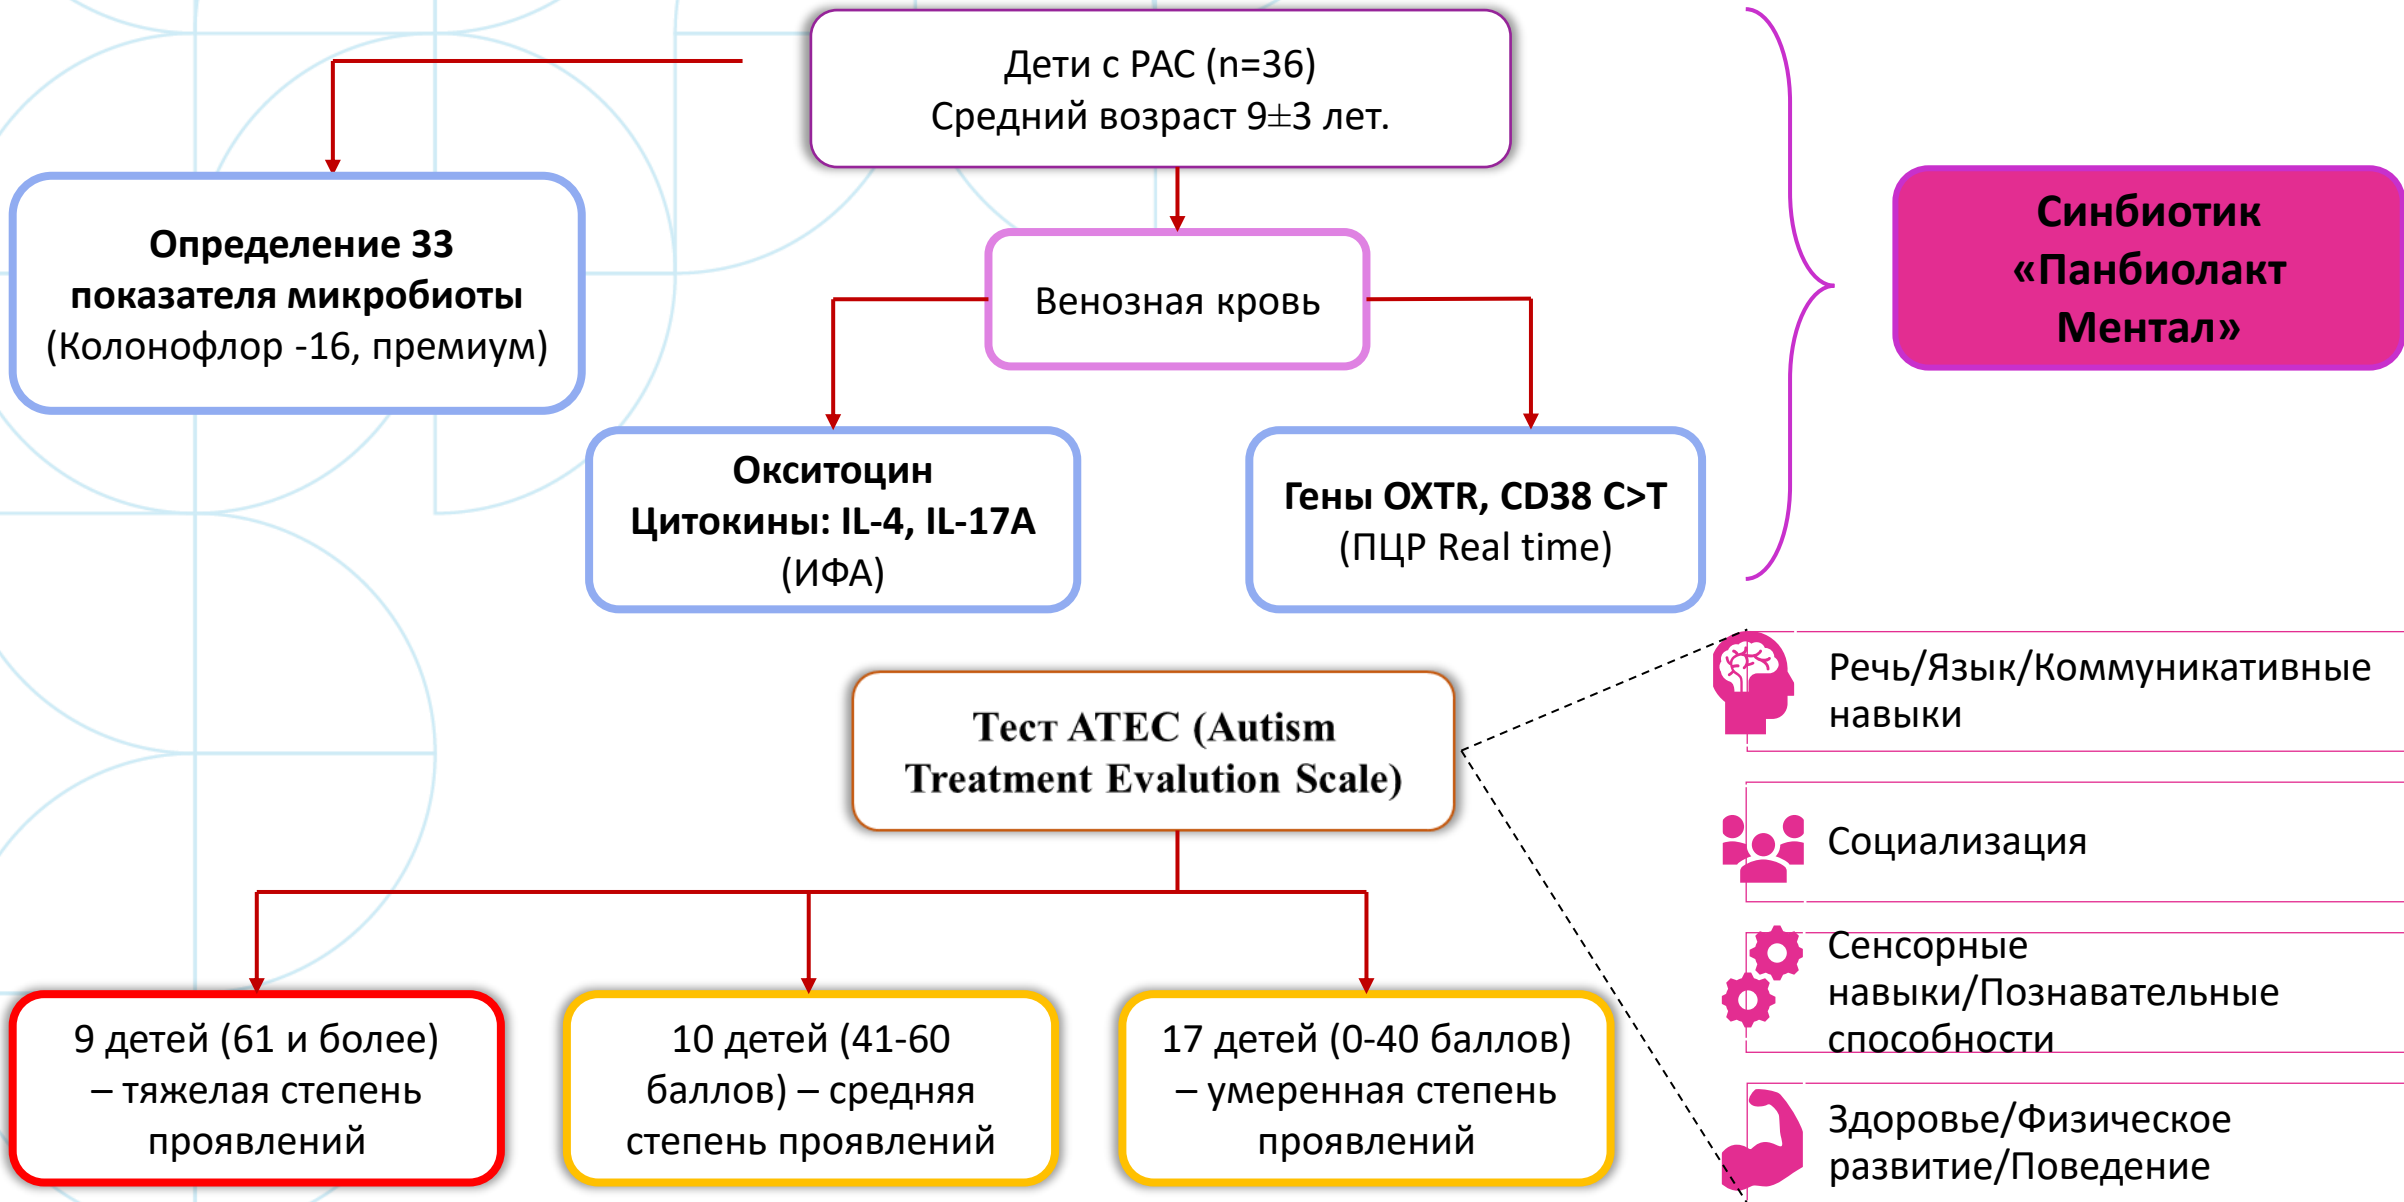 Дети с РАС (n=36)
Средний возраст 9±3 лет.
Определение 33
показателя микробиоты
(Колонофлор -16, премиум)
Венозная кровь
Синбиотик
«Панбиолакт
Ментал»
Окситоцин
Цитокины: IL-4, IL-17A
(ИФА)
Гены OXTR, CD38 C>T
(ПЦР Real time)
Тест ATEC (Autism
Treatment Evalution Scale)
Речь/Язык/Коммуникативные
навыки
Социализация
Сенсорные
навыки/Познавательные
способности
Здоровье/Физическое
развитие/Поведение
9 детей (61 и более)
– тяжелая степень
проявлений
10 детей (41-60
баллов) – средняя
степень проявлений
17 детей (0-40 баллов)
– умеренная степень
проявлений